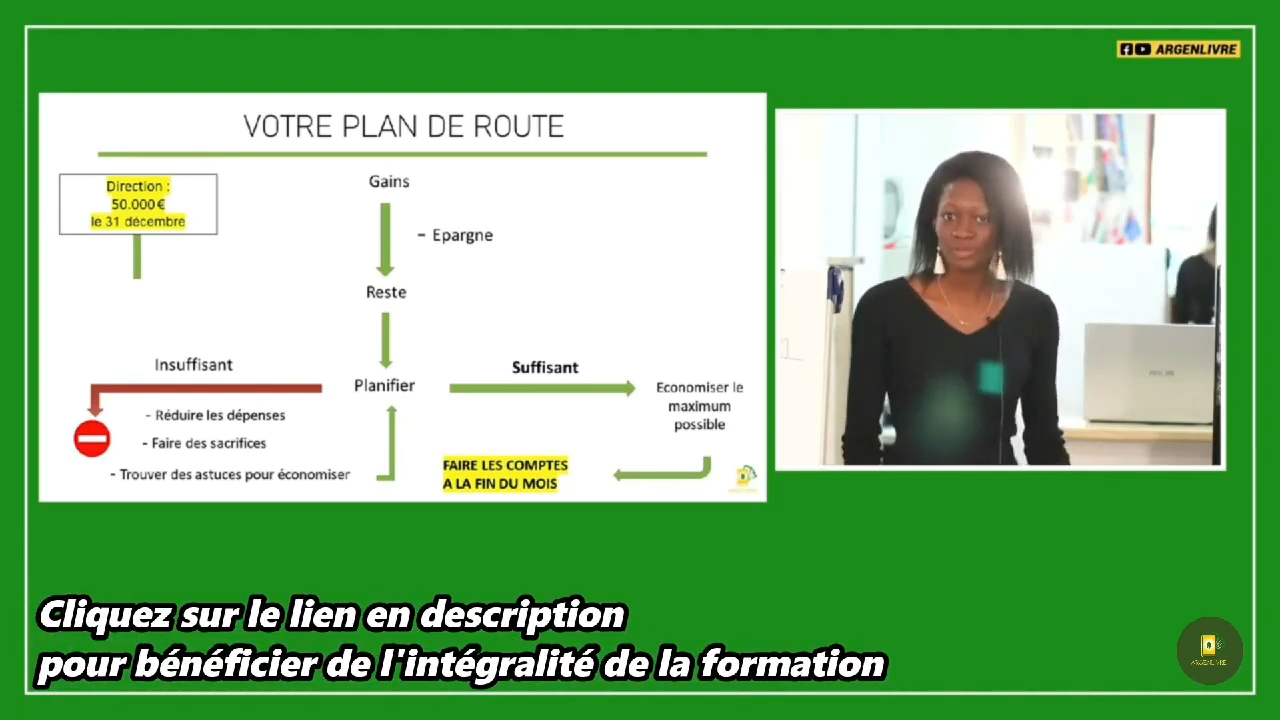 ARGENLIVRE
VOTRE PLAN DE ROUTE
Direction :
50.000€
le 31 décembre
Gains
- Epargne
Reste
Insuffisant
Planifier
Suffisant
Economiser le
maximum
possible
- Réduire les dépenses
- Faire des sacrifices
- Trouver des astuces pour économiser
FAIRE LES COMPTES
A LA FIN DU MOIS
Cliquez sur le lien en description
pour bénéficier de l'intégralité de la formation
ARGENLIVRE